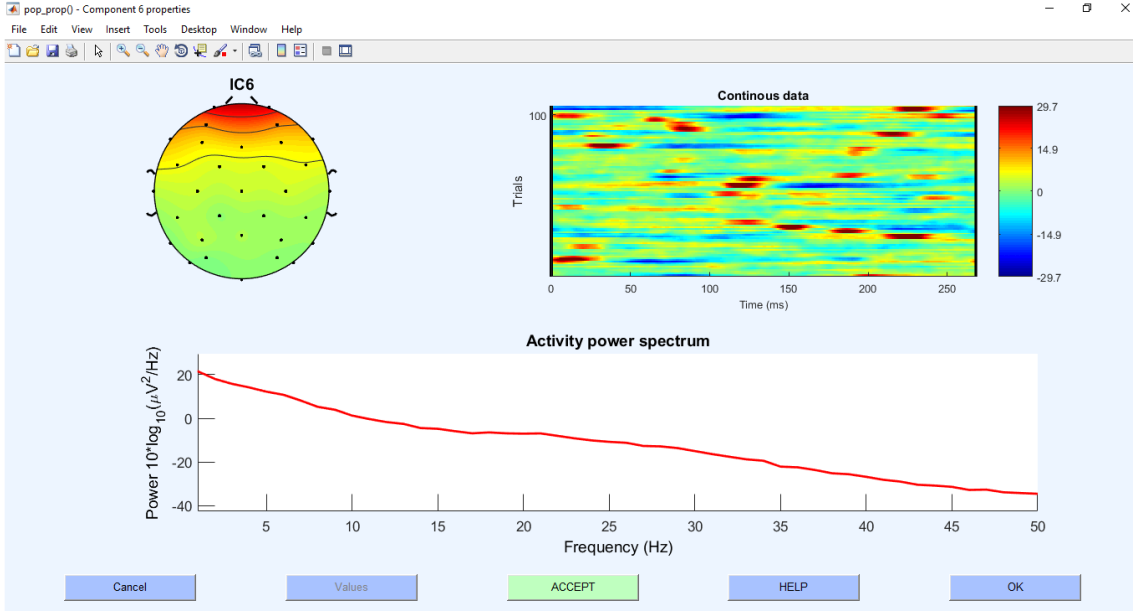 pop_prop() - Component 6 properties
File Edit View Insert Tools Desktop Window Help
IC6
Continous data
100
Trials
0 50 100 150 200 250
Time (ms)
29.7
14.9
0
-14.9
-29.7
Activity power spectrum
Power 10*log10(μV2/Hz)
20
0
-20
-40
5 10 15 20 25 30 35 40 45 50
Frequency (Hz)
Cancel Values ACCEPT HELP OK